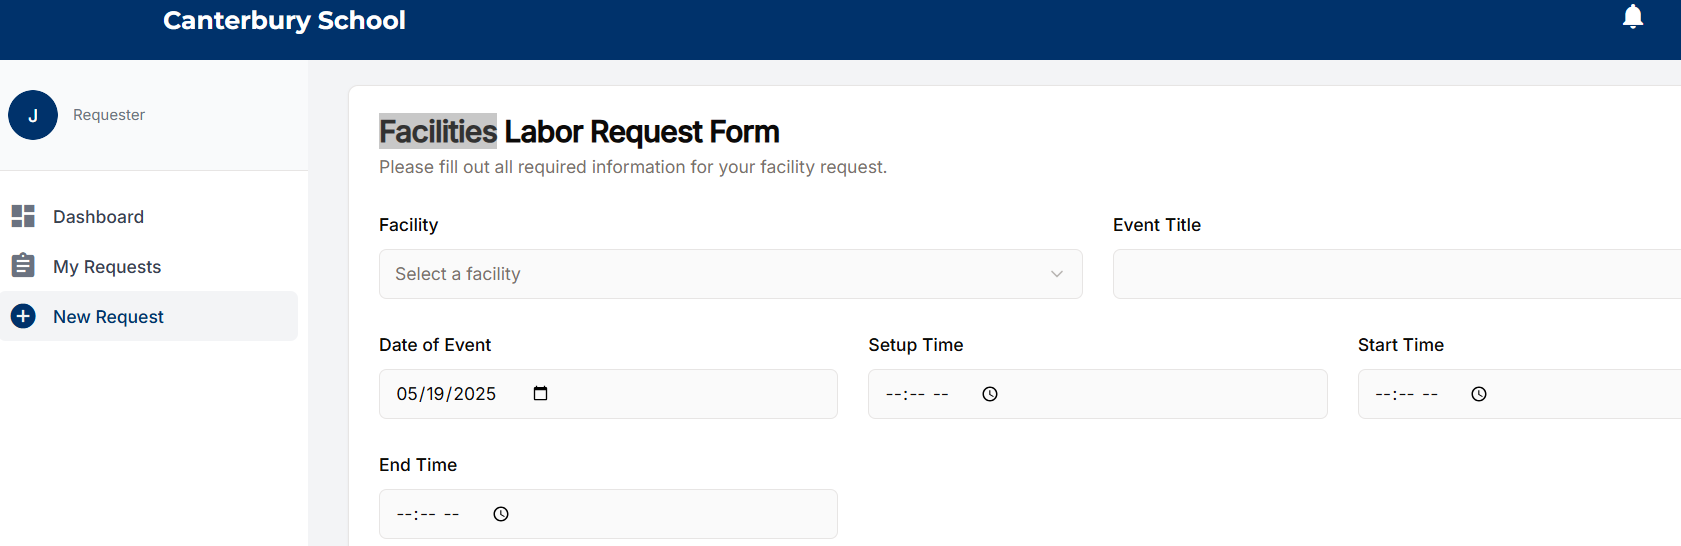 Canterbury School
J
Requester
Dashboard
My Requests
New Request
Facilities Labor Request Form
Please fill out all required information for your facility request.
Facility
Event Title
Select a facility
Date of Event
Setup Time
Start Time
05/19/2025
--:-- --
--:-- --
End Time
--:-- --